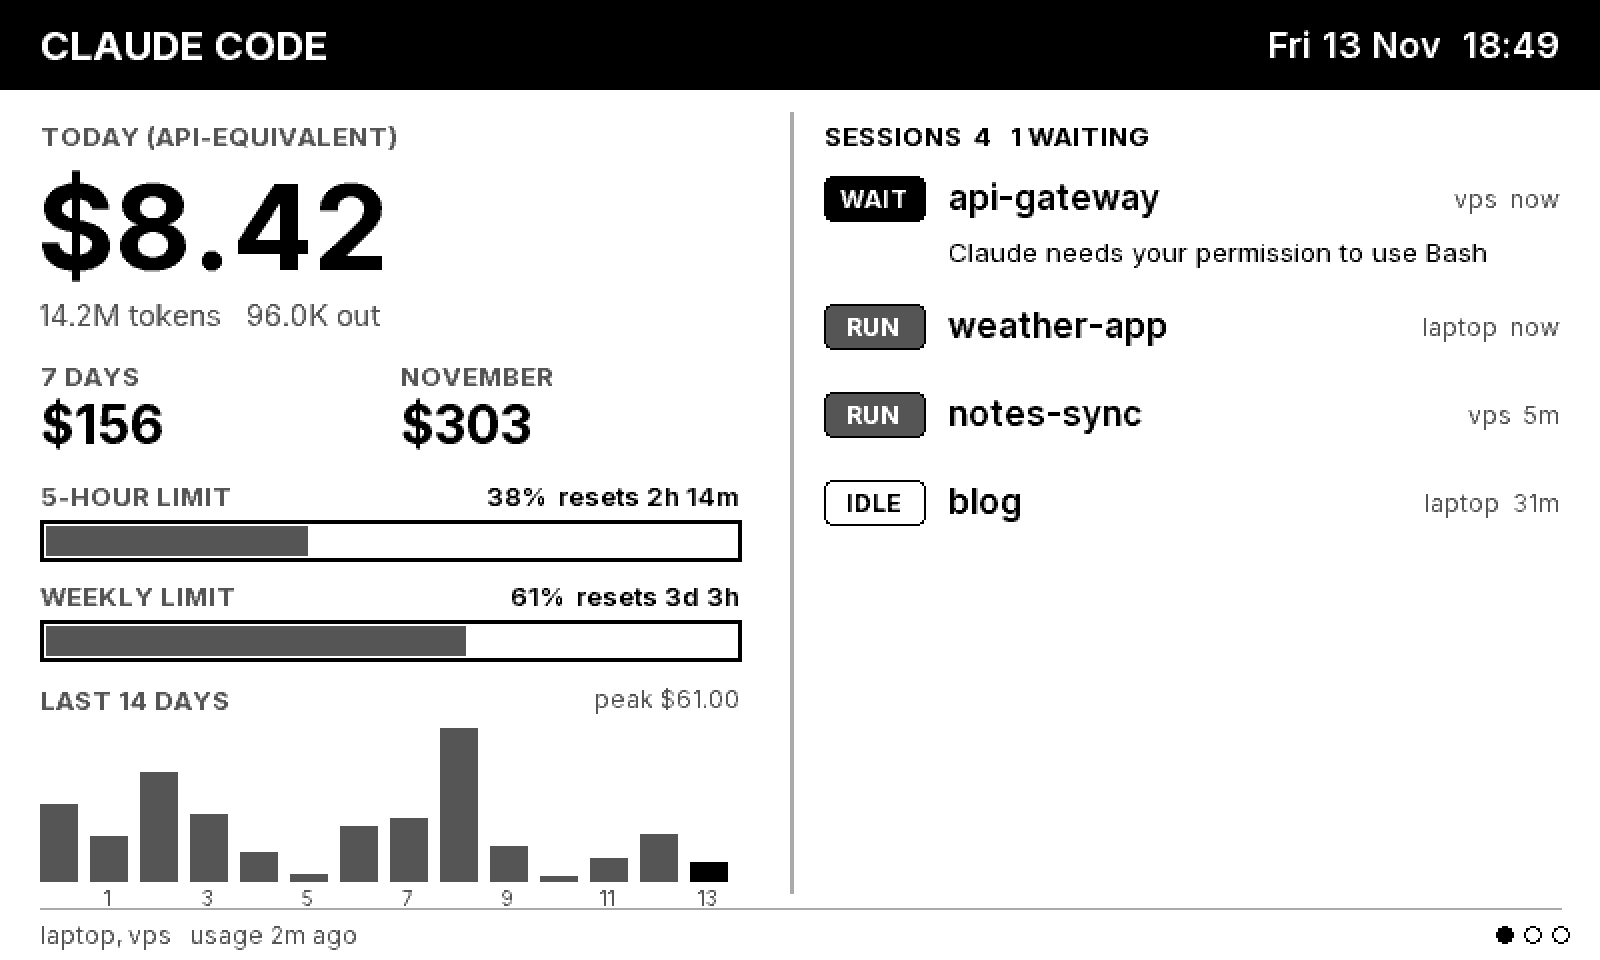 CLAUDE CODE
Fri 13 Nov 18:49
TODAY (API-EQUIVALENT)
$8.42
14.2M tokens 96.0K out
7 DAYS
$156
NOVEMBER
$303
5-HOUR LIMIT
38% resets 2h 14m
WEEKLY LIMIT
61% resets 3d 3h
LAST 14 DAYS
peak $61.00
1 3 5 7 9 11 13
SESSIONS 4 1 WAITING
WAIT api-gateway vps now
Claude needs your permission to use Bash
RUN weather-app laptop now
RUN notes-sync vps 5m
IDLE blog laptop 31m
laptop, vps usage 2m ago